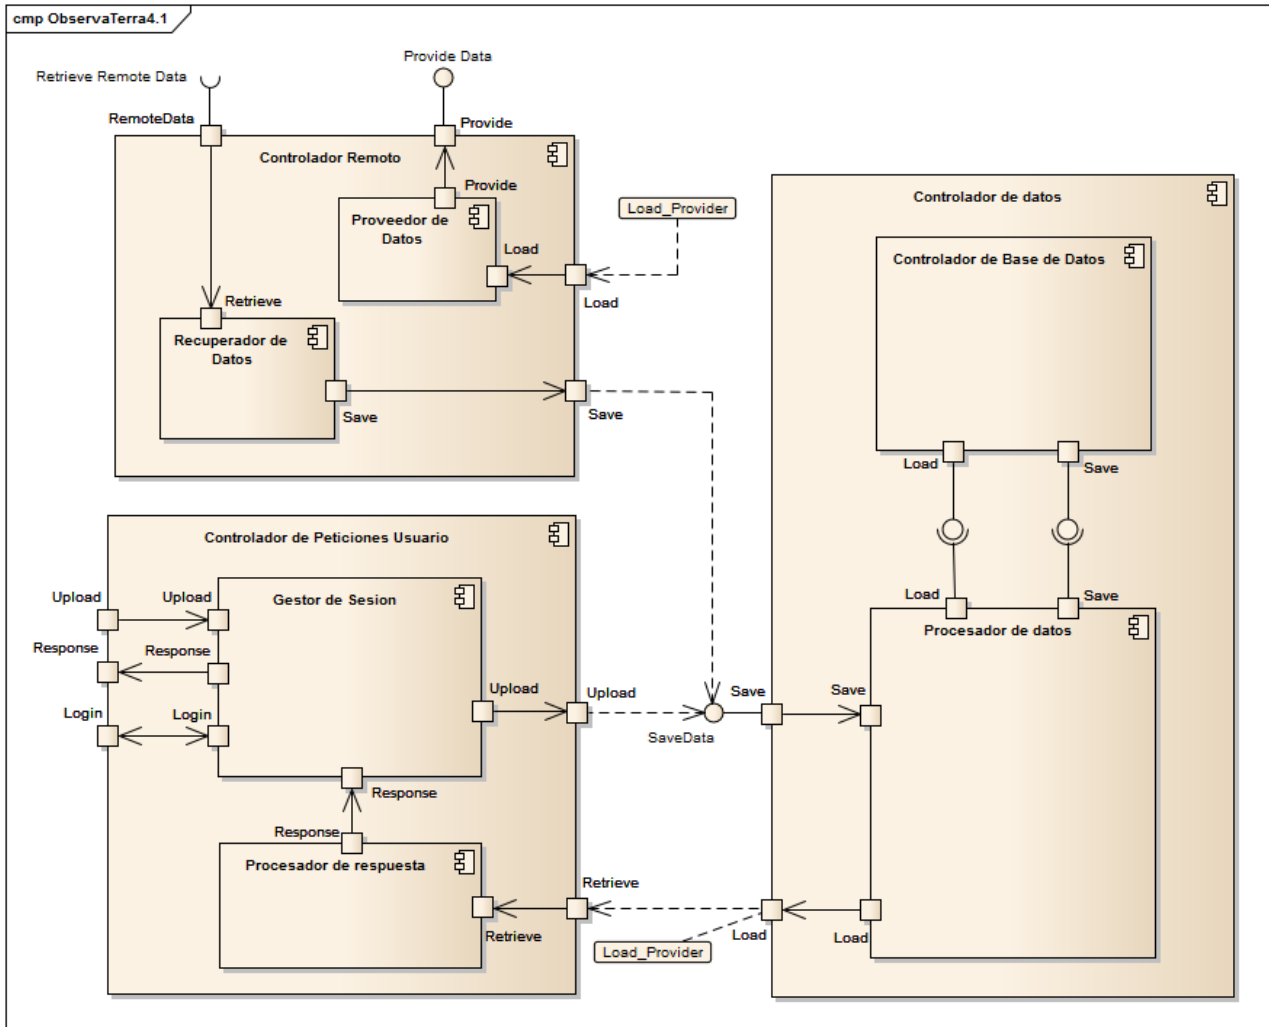 cmp ObservaTerra4.1
Provide Data
Retrieve Remote Data
RemoteData
Provide
Controlador Remoto
Provide
Proveedor de
Datos
Load
Load_Provider
Load
Retrieve
Recuperador de
Datos
Save
Save
Controlador de datos
Controlador de Base de Datos
Load
Save
Load
Save
Procesador de datos
Controlador de Peticiones Usuario
Upload
Upload
Gestor de Sesion
Response
Response
Login
Login
Upload
Upload
SaveData
Save
Save
Response
Response
Procesador de respuesta
Retrieve
Retrieve
Load_Provider
Load
Load